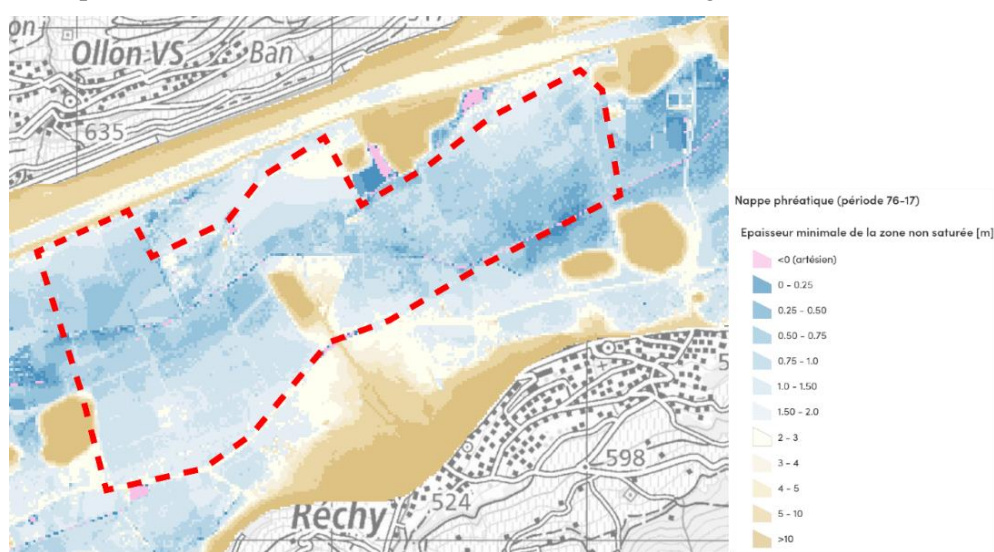 Ollon VS
Ban
635
598
524
Réchy
Nappe phréatique (période 76-17)
Epaisseur minimale de la zone non saturée [m]
<0 (artésien)
0 - 0.25
0.25 - 0.50
0.50 - 0.75
0.75 - 1.0
1.0 - 1.50
1.50 - 2.0
2 - 3
3 - 4
4 - 5
5 - 10
>10